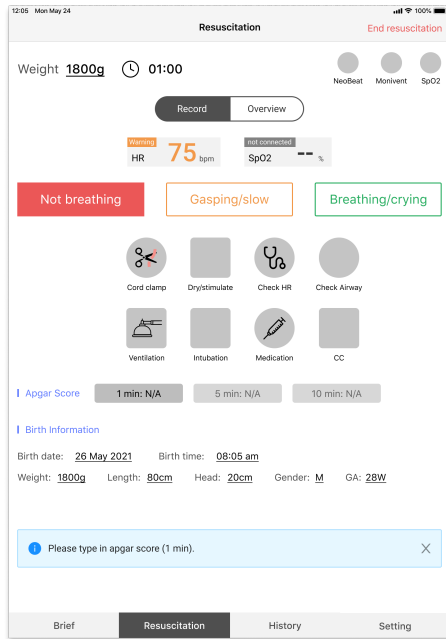 12:05 Mon May 24 100%
Resuscitation End resuscitation
Weight 1800g 01:00
NeoBeat Monivent SpO2
Record Overview
Warning not connected
HR 75 bpm SpO2 -- %
Not breathing Gasping/slow Breathing/crying
Cord clamp Dry/stimulate Check HR Check Airway
Ventilation Intubation Medication CC
Apgar Score 1 min: N/A 5 min: N/A 10 min: N/A
Birth Information
Birth date: 26 May 2021 Birth time: 08:05 am
Weight: 1800g Length: 80cm Head: 20cm Gender: M GA: 28W
Please type in apgar score (1 min).
Brief Resuscitation History Setting